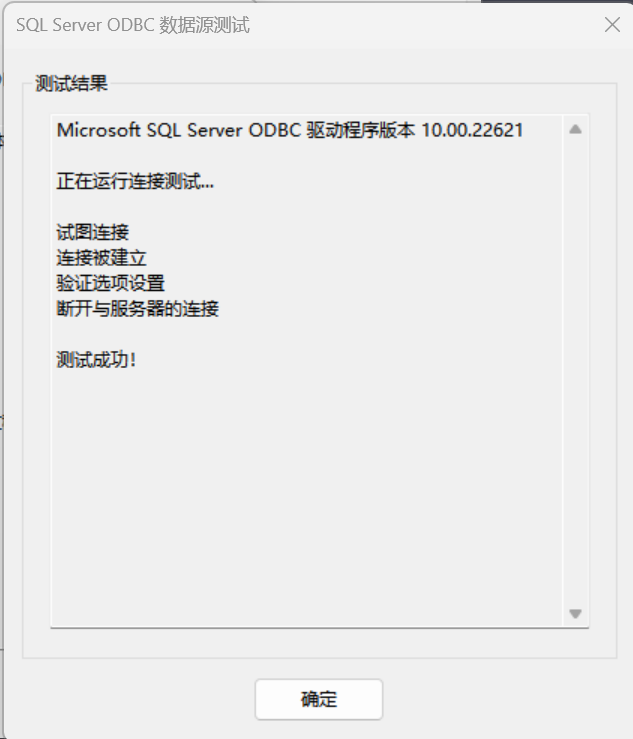 SQL Server ODBC 数据源测试
测试结果
Microsoft SQL Server ODBC 驱动程序版本 10.00.22621
正在运行连接测试...
试图连接
连接被建立
验证选项设置
断开与服务器的连接
测试成功!
确定